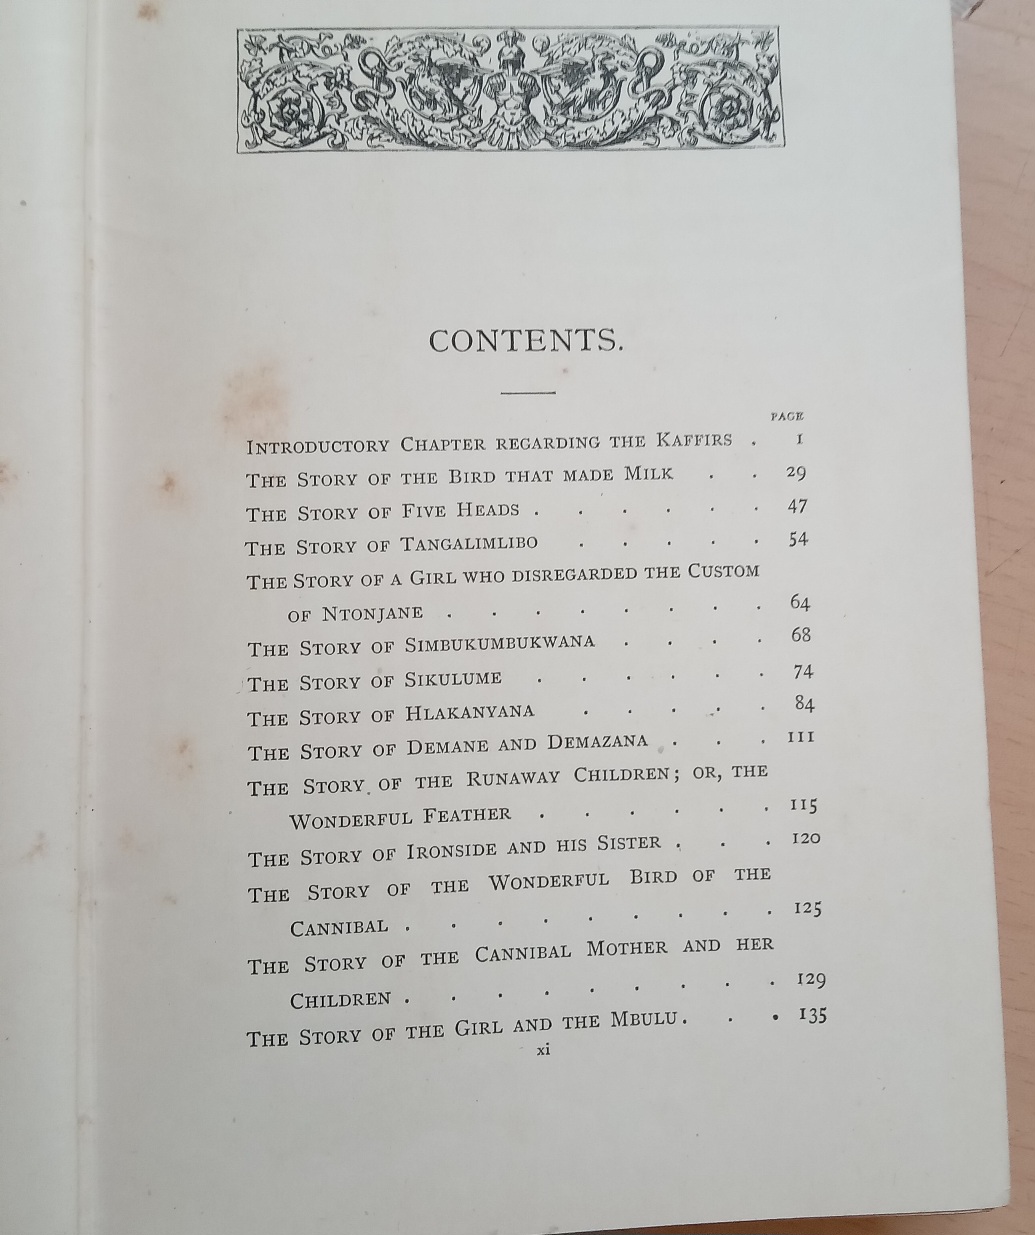 CONTENTS.
PAGE
INTRODUCTORY CHAPTER REGARDING THE KAFFIRS . 1
THE STORY OF THE BIRD THAT MADE MILK . . 29
THE STORY OF FIVE HEADS . . . . . . 47
THE STORY OF TANGALIMLIBO . . . . . 54
THE STORY OF A GIRL WHO DISREGARDED THE CUSTOM
OF NTONJANE . . . . . . . . 64
THE STORY OF SIMBUKUMBUKWANA . . . . 68
THE STORY OF SIKULUME . . . . . . 74
THE STORY OF HLAKANYANA . . . . . 84
THE STORY OF DEMANE AND DEMAZANA . . . 111
THE STORY OF THE RUNAWAY CHILDREN; OR, THE
WONDERFUL FEATHER . . . . . . 115
THE STORY OF IRONSIDE AND HIS SISTER . . . 120
THE STORY OF THE WONDERFUL BIRD OF THE
CANNIBAL . . . . . . . . . 125
THE STORY OF THE CANNIBAL MOTHER AND HER
CHILDREN . . . . . . . . . 129
THE STORY OF THE GIRL AND THE MBULU . . . 135
xi